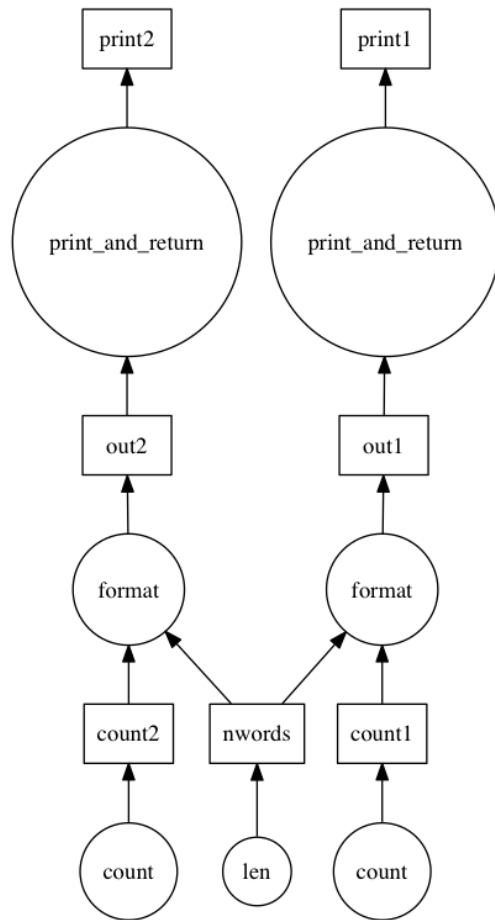 print2
print1
print_and_return
print_and_return
out2
out1
format
format
count2
nwords
count1
count
len
count